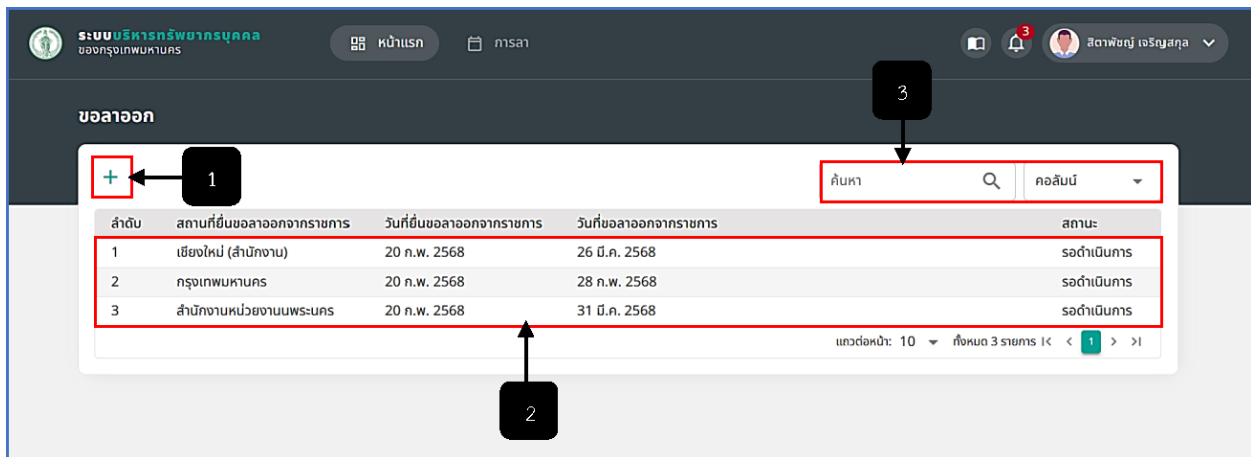 ระบบบริหารทรัพยากรบุคคล
ของกรุงเทพมหานคร
หน้าแรก
การลา
3
สิตาพัชญ์ เจริญสกุล
ขอลาออก
3
1
ค้นหา
คอลัมน์
ลำดับ สถานที่ยื่นขอลาออกจากราชการ วันที่ยื่นขอลาออกจากราชการ วันที่ขอลาออกจากราชการ สถานะ
1 เชียงใหม่ (สำนักงาน) 20 ก.พ. 2568 26 มี.ค. 2568 รอดำเนินการ
2 กรุงเทพมหานคร 20 ก.พ. 2568 28 ก.พ. 2568 รอดำเนินการ
3 สำนักงานหน่วยงานนพระนคร 20 ก.พ. 2568 31 มี.ค. 2568 รอดำเนินการ
แถวต่อหน้า: 10 ทั้งหมด 3 รายการ 1
2